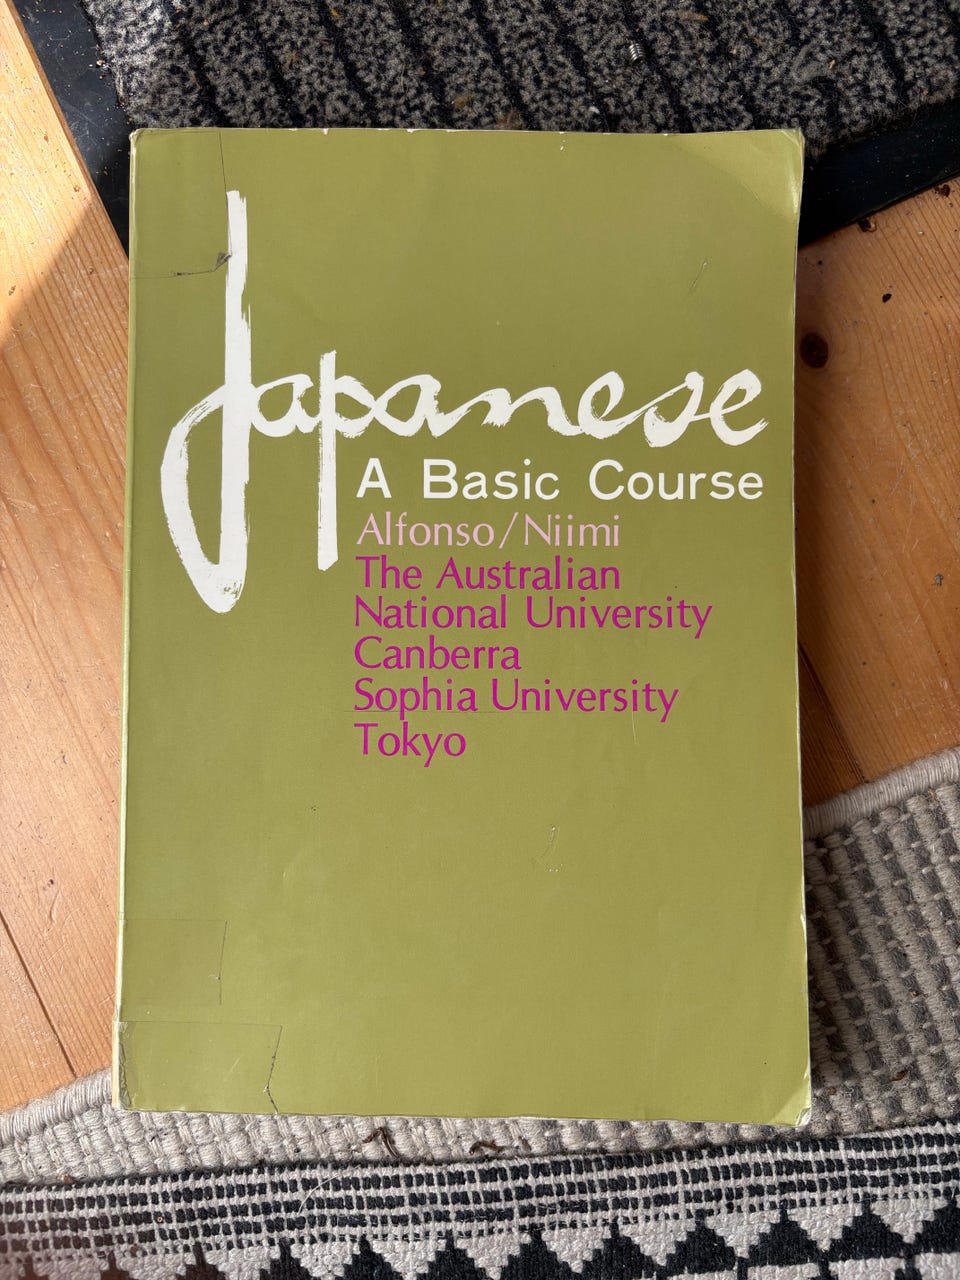 Japanese
A Basic Course
Alfonso/Niimi
The Australian
National University
Canberra
Sophia University
Tokyo